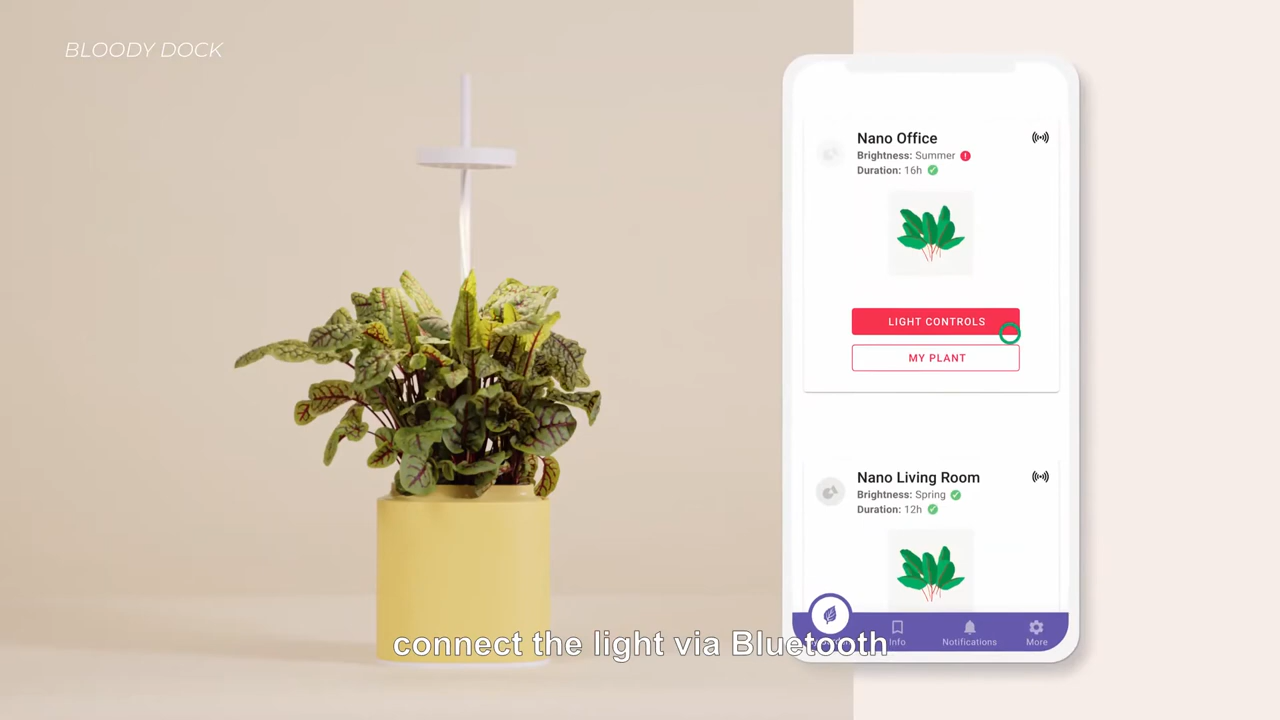 BLOODY DOCK
Nano Office
Brightness: Summer
Duration: 16h
LIGHT CONTROLS
MY PLANT
Nano Living Room
Brightness: Spring
Duration: 12h
Info
Notifications
More
connect the light via Bluetooth